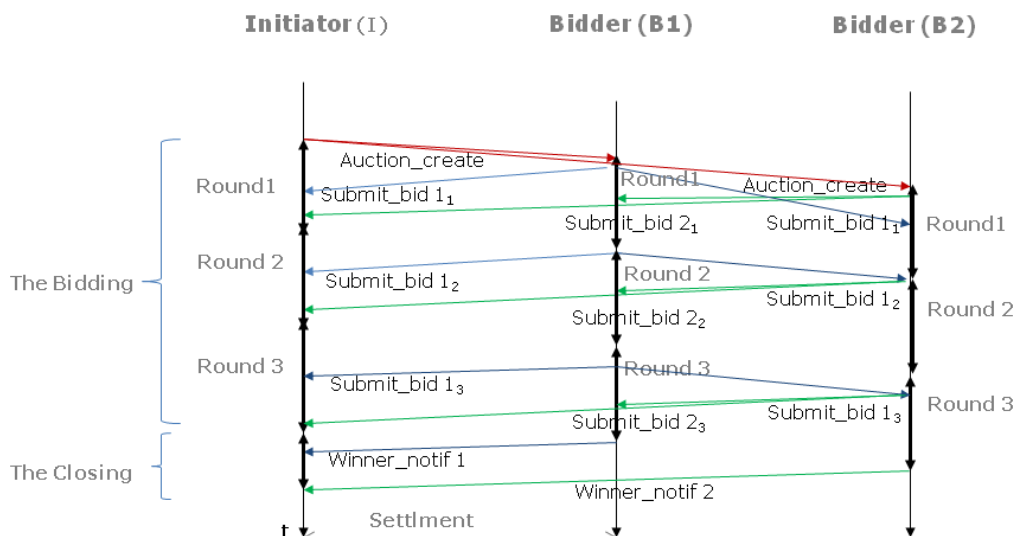 Initiator (I)
Bidder (B1)
Bidder (B2)
Auction_create
Round1
Submit_bid 1₁
Round1
Auction_create
Submit_bid 2₁
Submit_bid 1₁
Round1
The Bidding
Round 2
Submit_bid 1₂
Round 2
Submit_bid 2₂
Submit_bid 1₂
Round 2
Round 3
Submit_bid 1₃
Round 3
Submit_bid 2₃
Submit_bid 1₃
Round 3
The Closing
Winner_notif 1
Winner_notif 2
Settlment
t